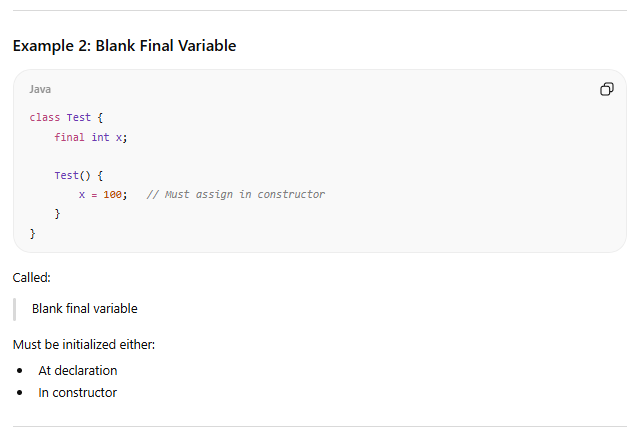 Example 2: Blank Final Variable
Java
class Test {
    final int x;
    Test() {
        x = 100;   // Must assign in constructor
    }
}
Called:
Blank final variable
Must be initialized either:
• At declaration
• In constructor